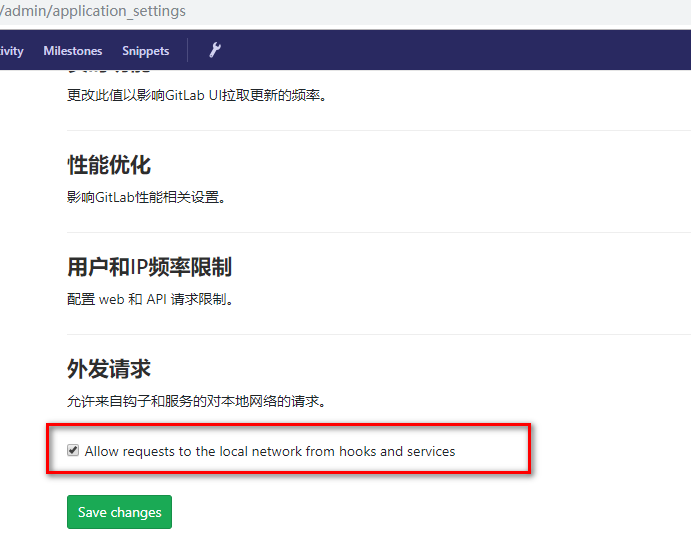 /admin/application_settings
ivity Milestones Snippets
更改此值以影响GitLab UI拉取更新的频率。
性能优化
影响GitLab性能相关设置。
用户和IP频率限制
配置 web 和 API 请求限制。
外发请求
允许来自钩子和服务的对本地网络的请求。
Allow requests to the local network from hooks and services
Save changes